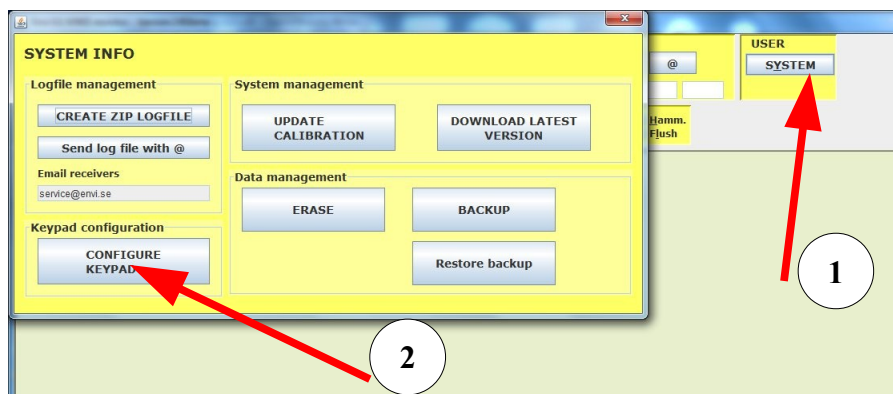 SYSTEM INFO
Logfile management
CREATE ZIP LOGFILE
Send log file with @
Email receivers
service@envi.se
Keypad configuration
CONFIGURE
KEYPAD
System management
UPDATE
CALIBRATION
DOWNLOAD LATEST
VERSION
Data management
ERASE
BACKUP
Restore backup
@
USER
SYSTEM
Hamm.
Flush
1
2